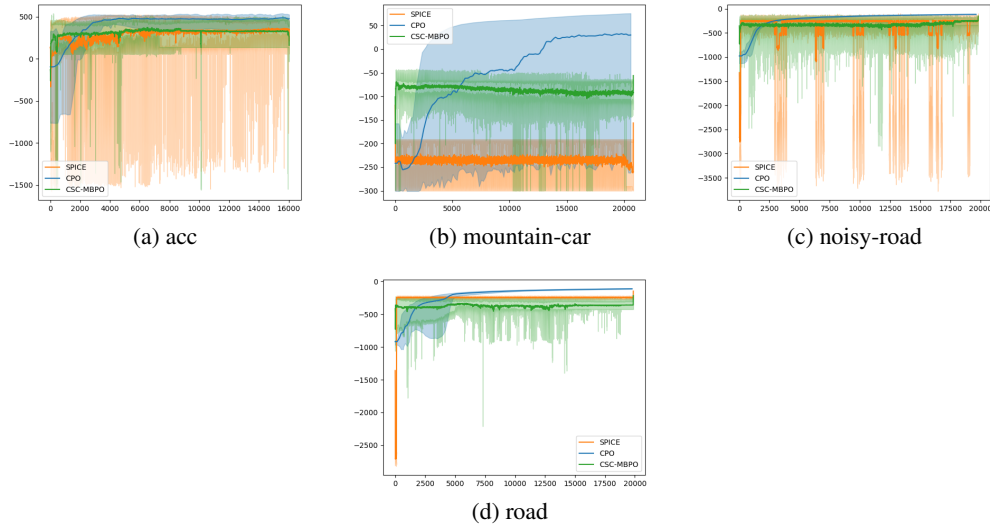 500
0
−500
−1000
−1500
SPICE
CPO
CSC-MBPO
0 2000 4000 6000 8000 10000 12000 14000 16000
(a) acc
50
0
−50
−100
−150
−200
−250
−300
SPICE
CPO
CSC-MBPO
0 5000 10000 15000 20000
(b) mountain-car
0
−500
−1000
−1500
−2000
−2500
−3000
−3500
SPICE
CPO
CSC-MBPO
0 2500 5000 7500 10000 12500 15000 17500 20000
(c) noisy-road
0
−500
−1000
−1500
−2000
−2500
SPICE
CPO
CSC-MBPO
0 2500 5000 7500 10000 12500 15000 17500 20000
(d) road